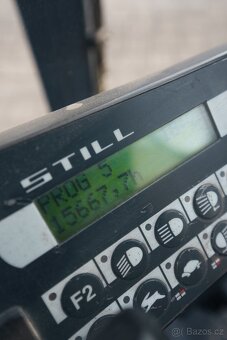 STILL
PROG 5
15667,7h
F2
Bazos.cz